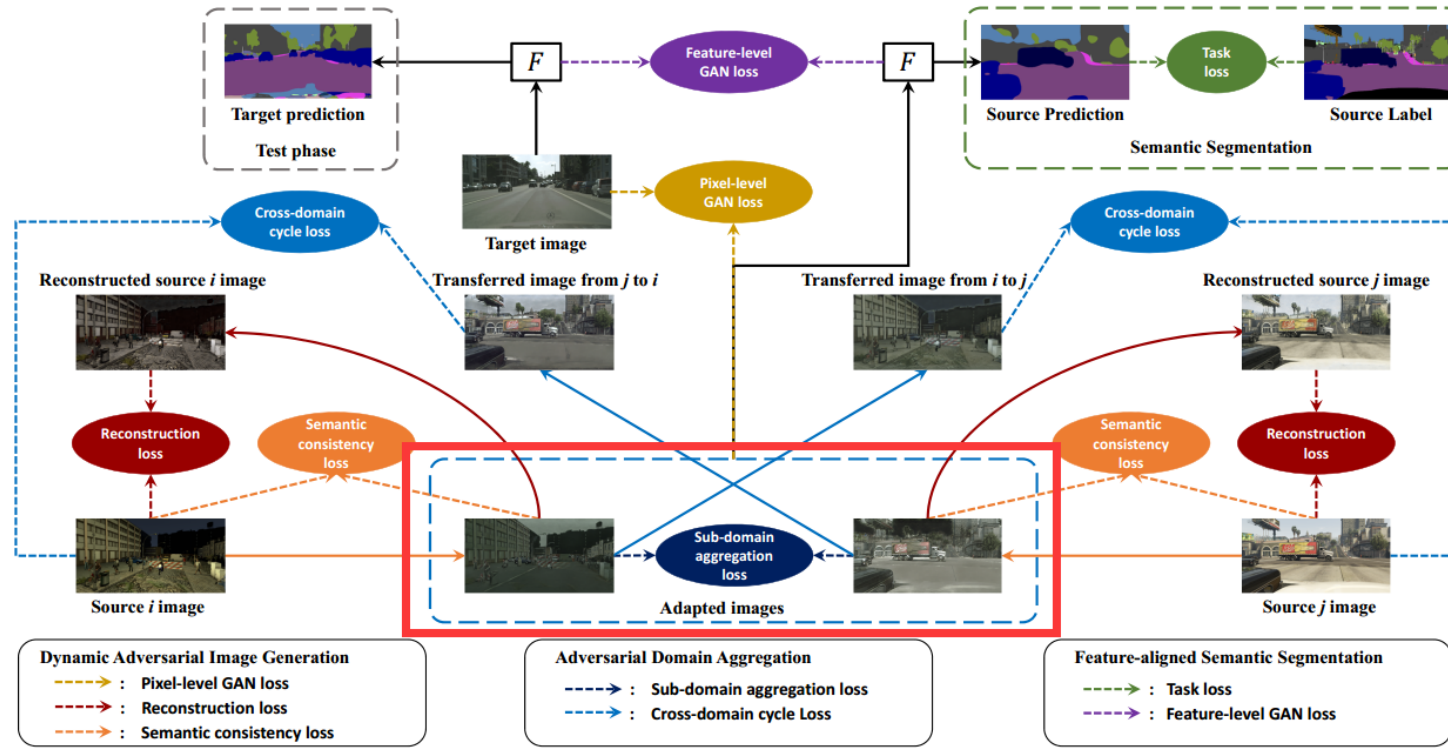 F
Feature-level
GAN loss
F
Task
loss
Target prediction
Source Prediction
Source Label
Test phase
Semantic Segmentation
Pixel-level
GAN loss
Cross-domain
cycle loss
Cross-domain
cycle loss
Target image
Reconstructed source i image
Transferred image from j to i
Transferred image from i to j
Reconstructed source j image
Reconstruction
loss
Semantic
consistency
loss
Semantic
consistency
loss
Reconstruction
loss
Sub-domain
aggregation
loss
Source i image
Adapted images
Source j image
Dynamic Adversarial Image Generation
: Pixel-level GAN loss
: Reconstruction loss
: Semantic consistency loss
Adversarial Domain Aggregation
: Sub-domain aggregation loss
: Cross-domain cycle Loss
Feature-aligned Semantic Segmentation
: Task loss
: Feature-level GAN loss